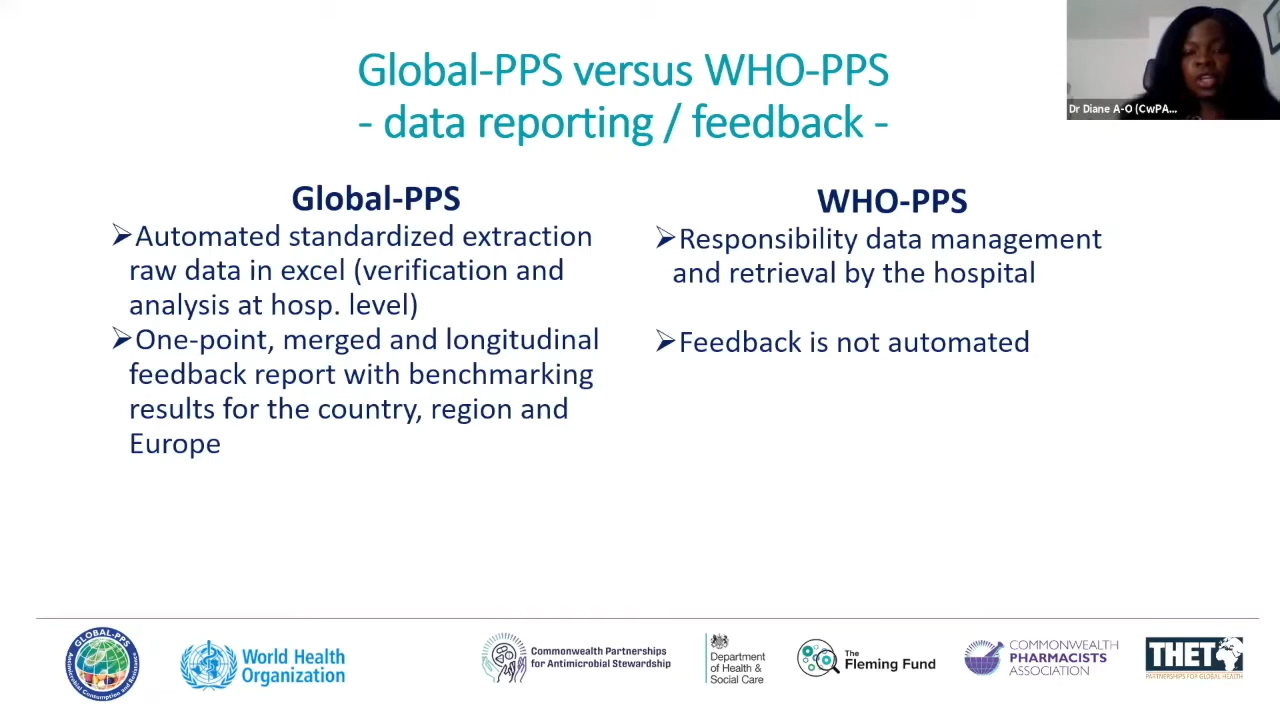 Global-PPS versus WHO-PPS
- data reporting / feedback -
Dr Diane A-O (CwPA...
Global-PPS
➢Automated standardized extraction
raw data in excel (verification and
analysis at hosp. level)
➢One-point, merged and longitudinal
feedback report with benchmarking
results for the country, region and
Europe
WHO-PPS
➢Responsibility data management
and retrieval by the hospital
➢Feedback is not automated
GLOBAL-PPS
Antimicrobial Consumption and Resistance
World Health
Organization
Commonwealth Partnerships
for Antimicrobial Stewardship
Department
of Health &
Social Care
The
Fleming Fund
COMMONWEALTH
PHARMACISTS
ASSOCIATION
THET
PARTNERSHIPS FOR GLOBAL HEALTH